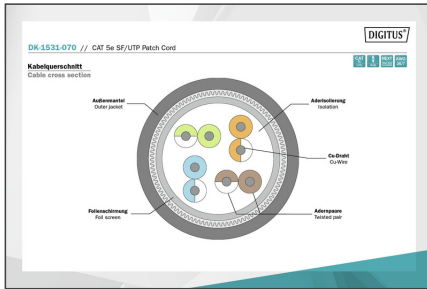 DIGITUS®
DK-1531-070 // CAT 5e SF/UTP Patch Cord
Kabelquerschnitt
Cable cross section
Außenmantel
Outer jacket
Aderisolierung
Isolation
Cu-Draht
Cu-Wire
Folienschirmung
Foil screen
Adernpaare
Twisted pair